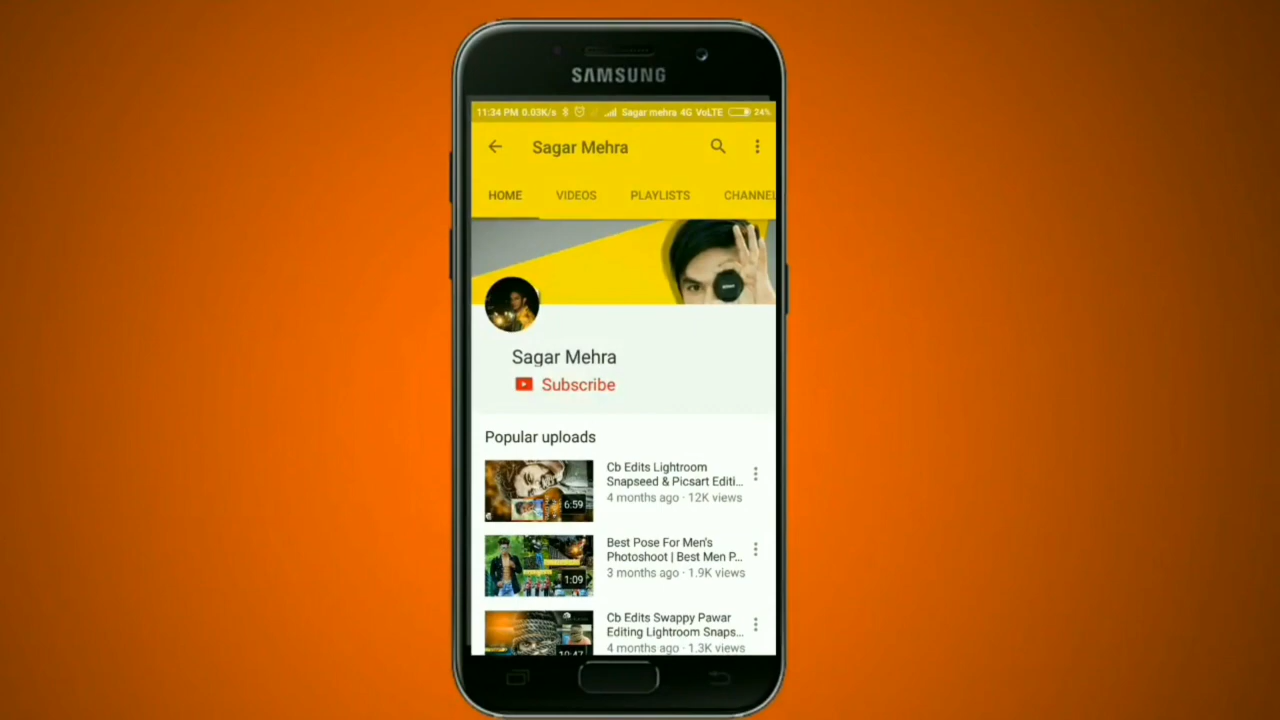 SAMSUNG
11:34 PM 0.03K/s Sagar mehra 4G VoLTE 24%
Sagar Mehra
HOME VIDEOS PLAYLISTS CHANNEL
Sagar Mehra
Subscribe
Popular uploads
Cb Edits Lightroom
Snapseed & Picsart Editi...
4 months ago · 12K views
6:59
Best Pose For Men's
Photoshoot | Best Men P...
3 months ago · 1.9K views
1:09
Cb Edits Swappy Pawar
Editing Lightroom Snaps...
4 months ago · 1.3K views
10:47